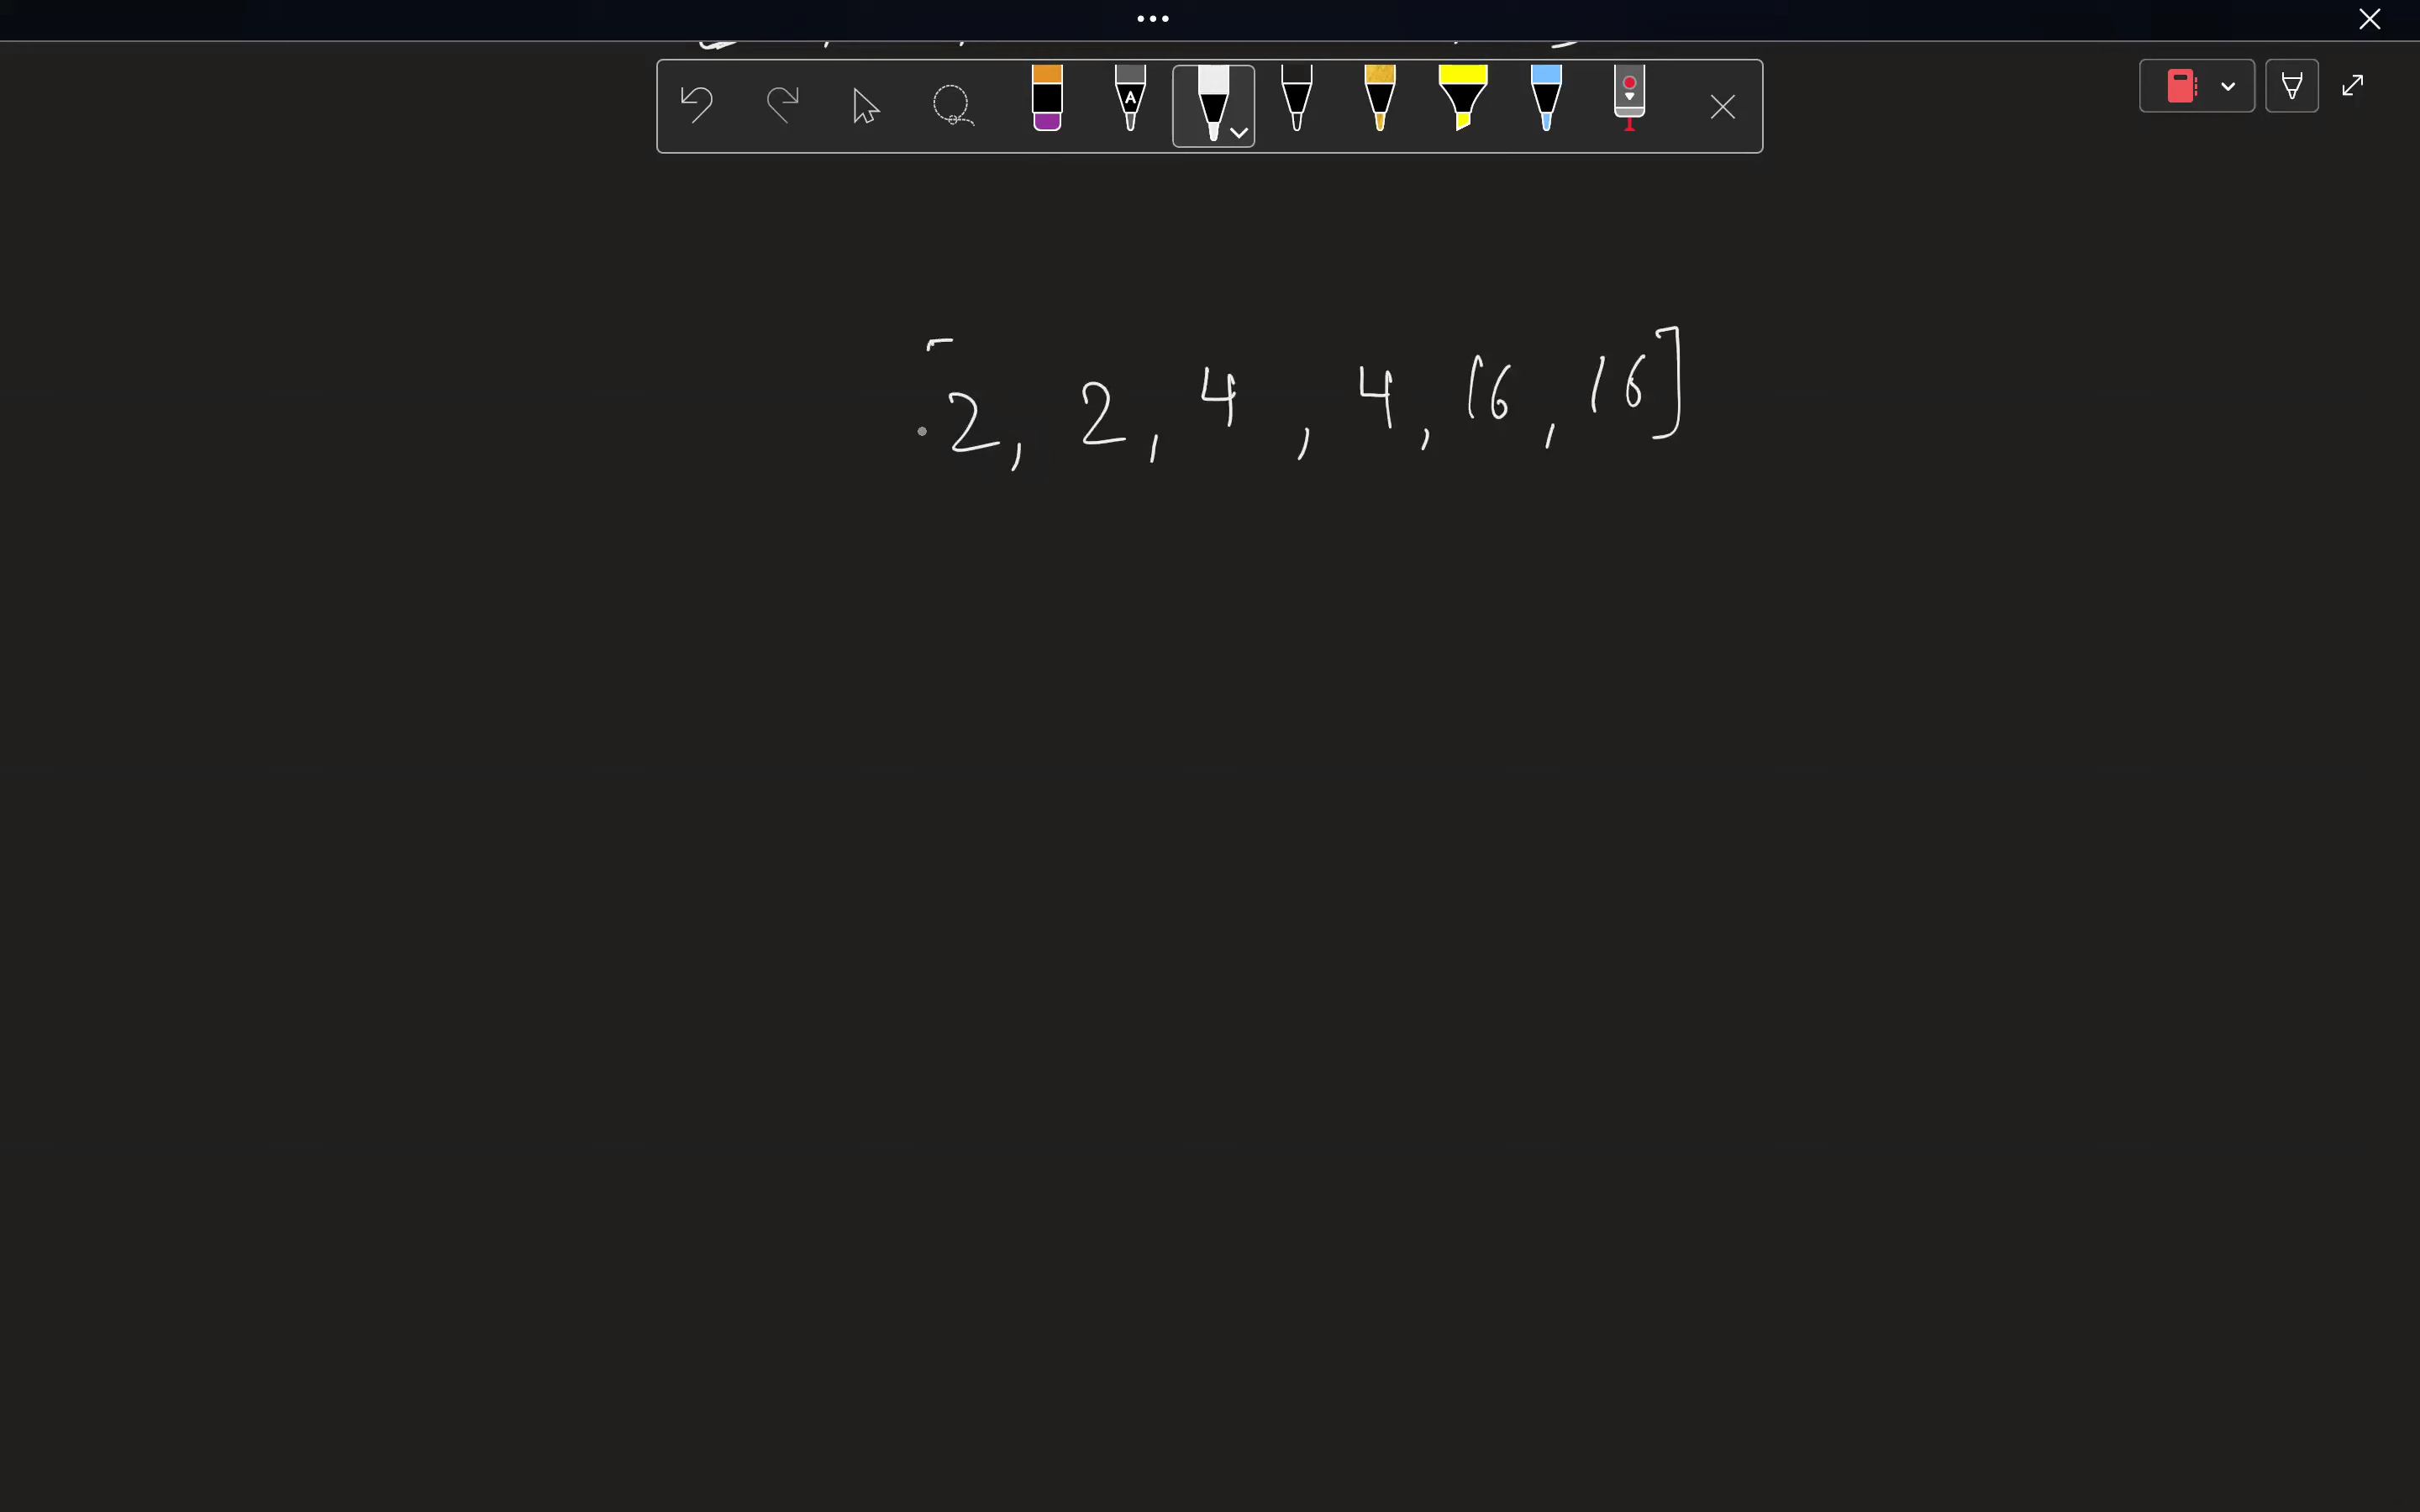 [2, 2, 4, 4, 16, 16]